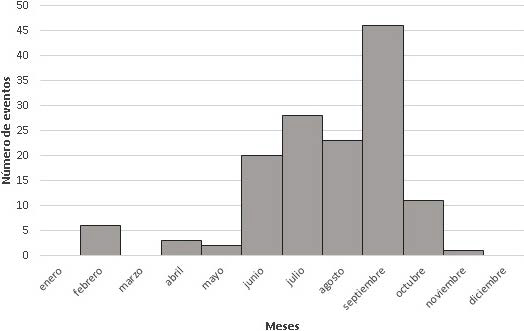 50
45
40
35
30
25
20
15
10
5
0
Número de eventos
enero
febrero
marzo
abril
mayo
junio
julio
agosto
septiembre
octubre
noviembre
diciembre
Meses